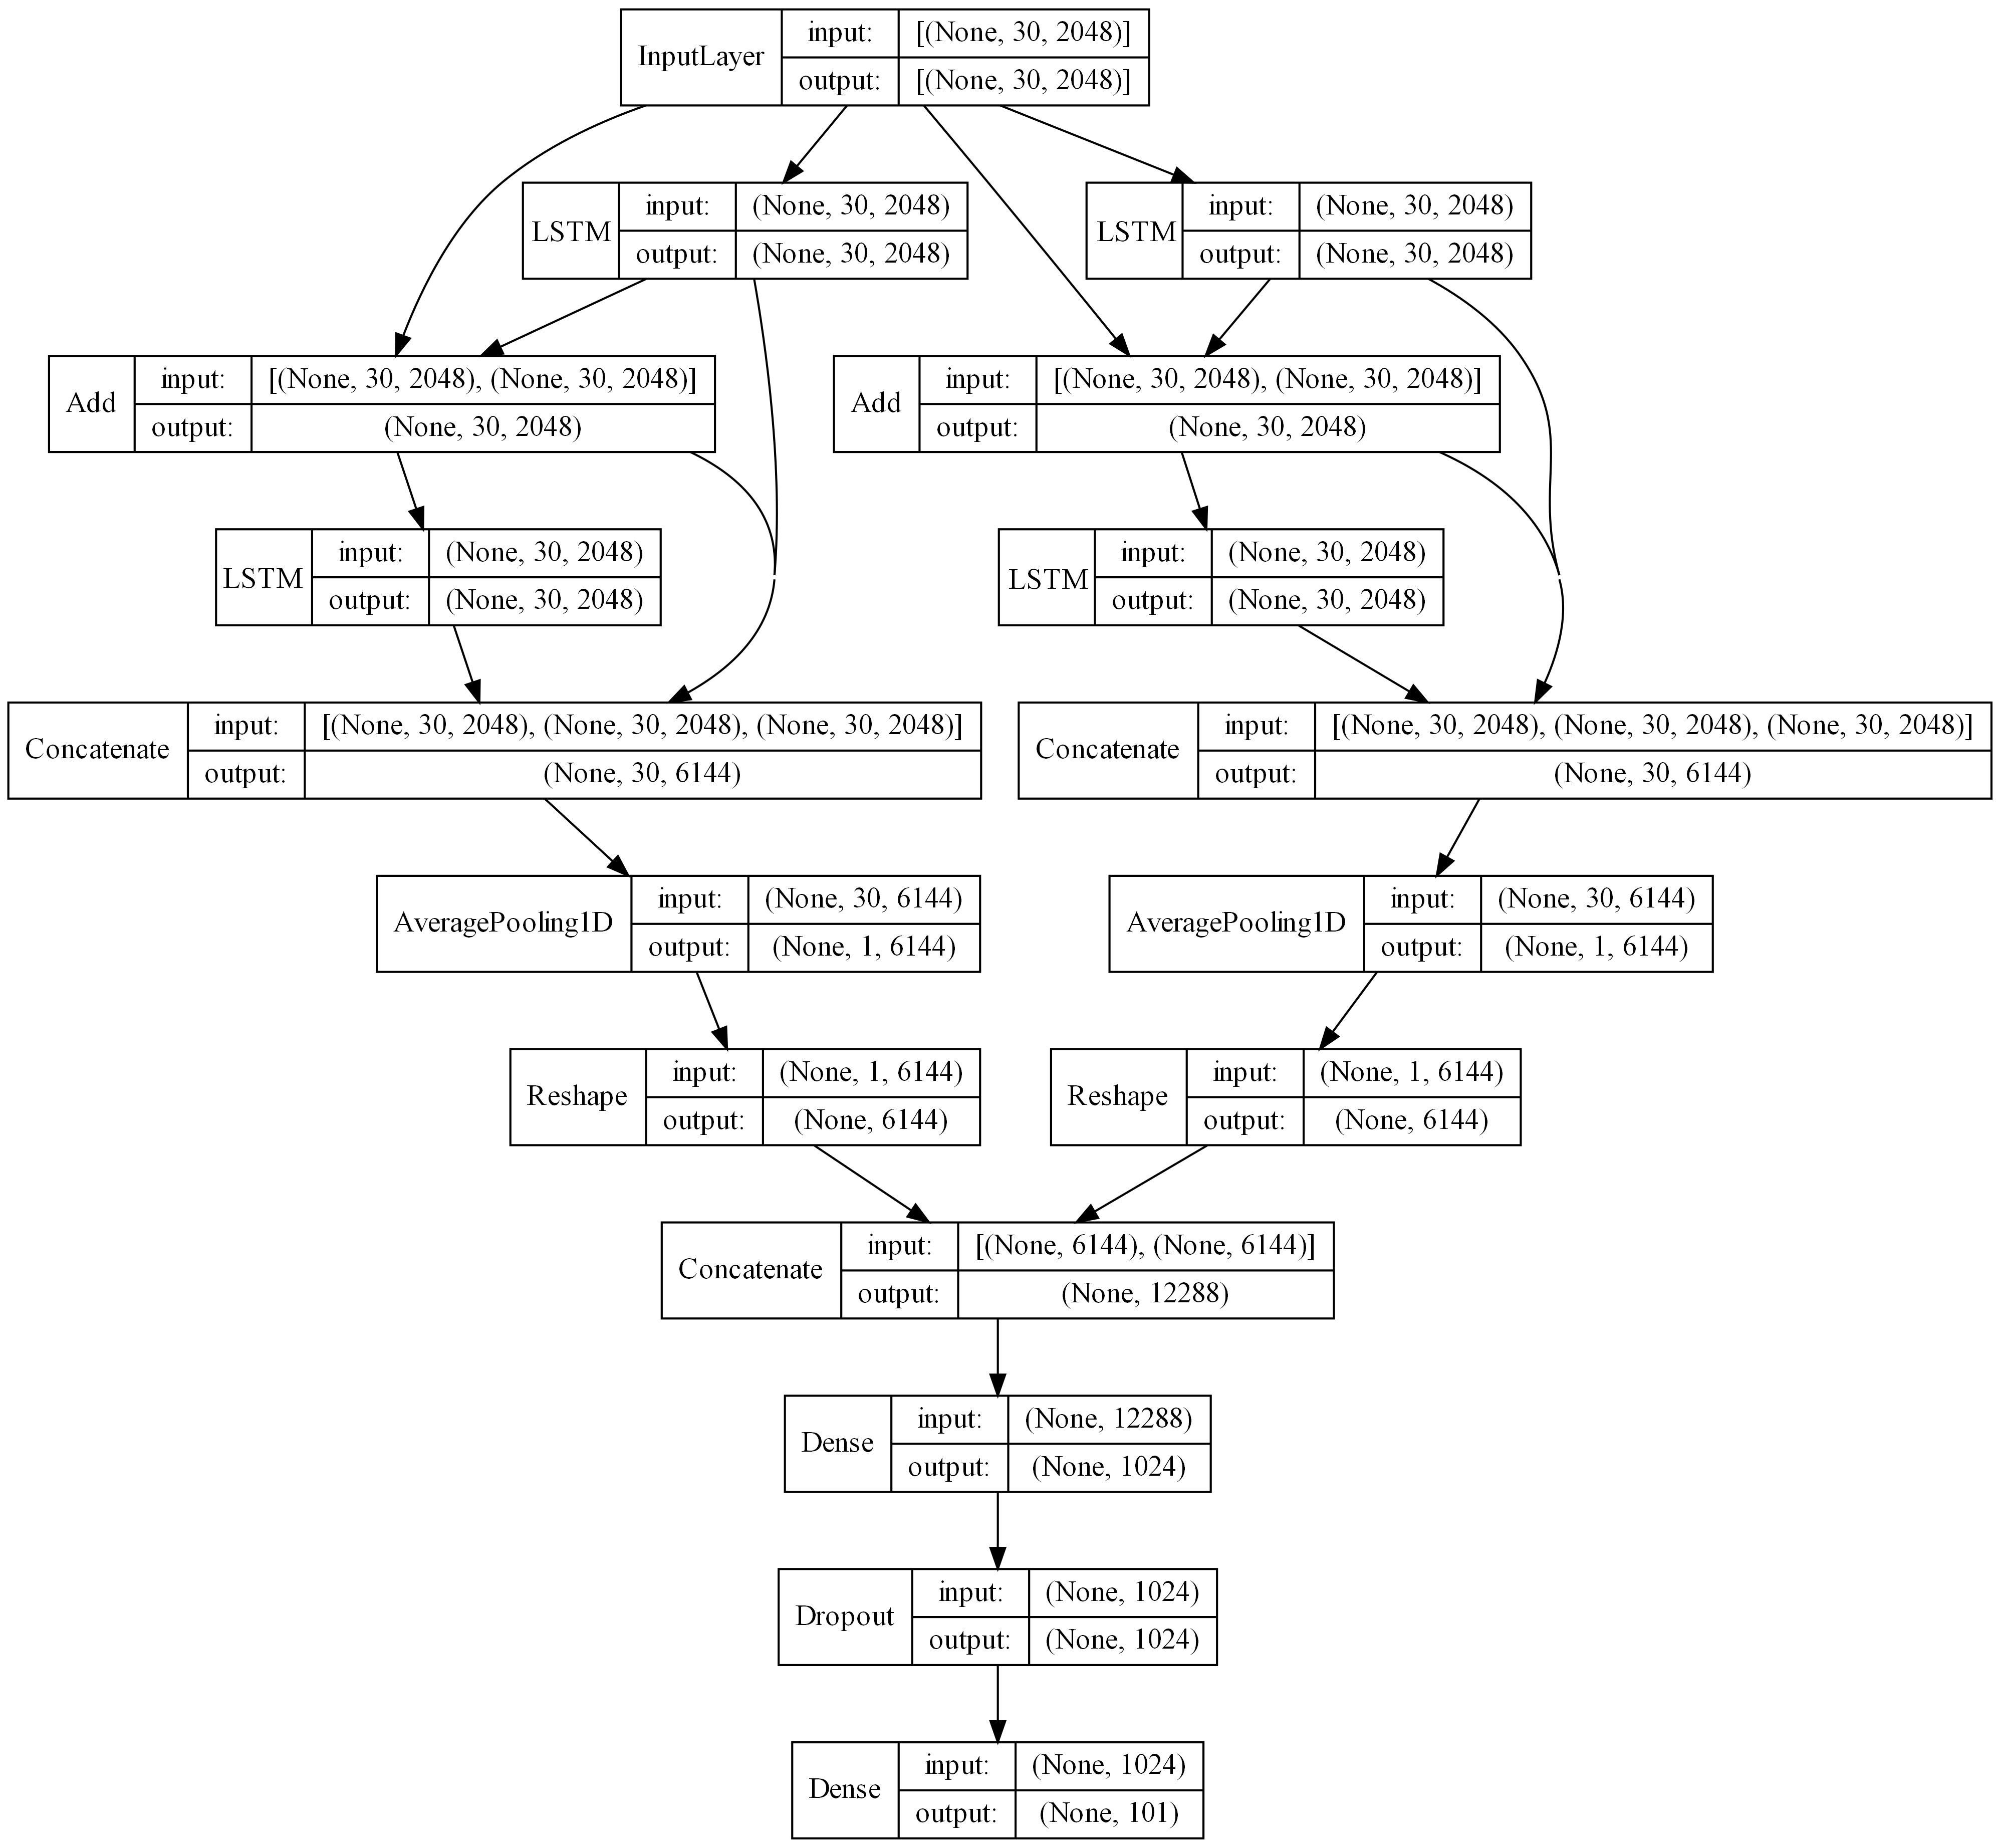 InputLayer input: [(None, 30, 2048)]
output: [(None, 30, 2048)]
LSTM input: (None, 30, 2048)
output: (None, 30, 2048)
LSTM input: (None, 30, 2048)
output: (None, 30, 2048)
Add input: [(None, 30, 2048), (None, 30, 2048)]
output: (None, 30, 2048)
Add input: [(None, 30, 2048), (None, 30, 2048)]
output: (None, 30, 2048)
LSTM input: (None, 30, 2048)
output: (None, 30, 2048)
LSTM input: (None, 30, 2048)
output: (None, 30, 2048)
Concatenate input: [(None, 30, 2048), (None, 30, 2048), (None, 30, 2048)]
output: (None, 30, 6144)
Concatenate input: [(None, 30, 2048), (None, 30, 2048), (None, 30, 2048)]
output: (None, 30, 6144)
AveragePooling1D input: (None, 30, 6144)
output: (None, 1, 6144)
AveragePooling1D input: (None, 30, 6144)
output: (None, 1, 6144)
Reshape input: (None, 1, 6144)
output: (None, 6144)
Reshape input: (None, 1, 6144)
output: (None, 6144)
Concatenate input: [(None, 6144), (None, 6144)]
output: (None, 12288)
Dense input: (None, 12288)
output: (None, 1024)
Dropout input: (None, 1024)
output: (None, 1024)
Dense input: (None, 1024)
output: (None, 101)